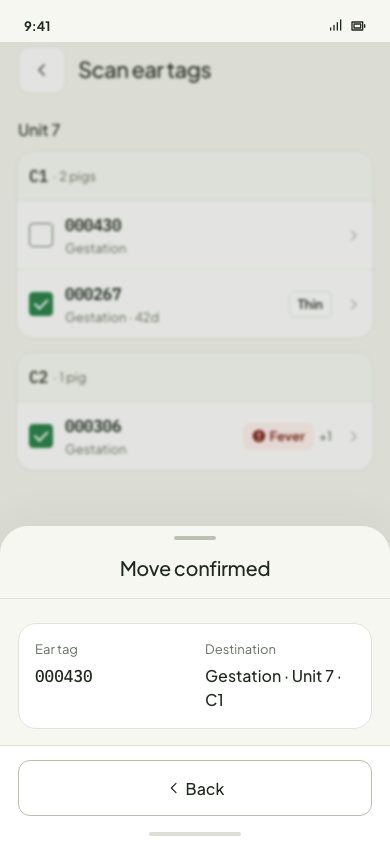 9:41
Scan ear tags
Unit 7
C1 · 2 pigs
000430
Gestation
000267
Gestation · 42d
Thin
C2 · 1 pig
000306
Gestation
Fever +1
Move confirmed
Ear tag
000430
Destination
Gestation · Unit 7 ·
C1
Back